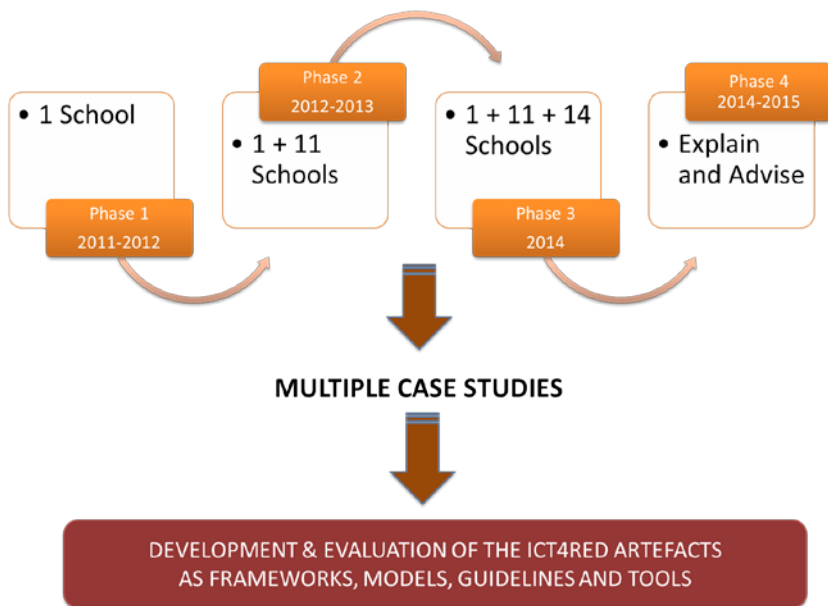 Phase 2
2012-2013
Phase 4
2014-2015
• 1 School
• 1 + 11
Schools
• 1 + 11 + 14
Schools
• Explain
and Advise
Phase 1
2011-2012
Phase 3
2014
MULTIPLE CASE STUDIES
DEVELOPMENT & EVALUATION OF THE ICT4RED ARTEFACTS
AS FRAMEWORKS, MODELS, GUIDELINES AND TOOLS